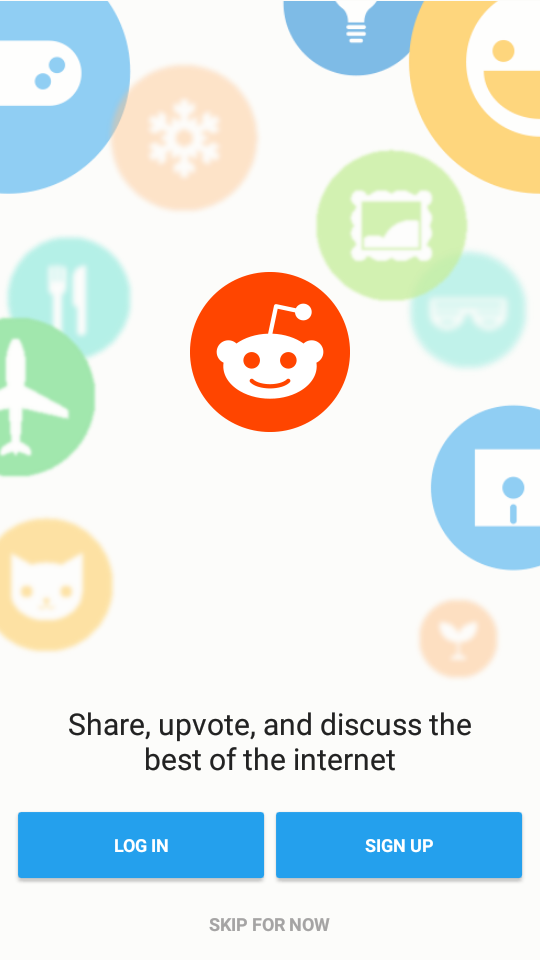 Share, upvote, and discuss the
best of the internet
LOG IN
SIGN UP
SKIP FOR NOW